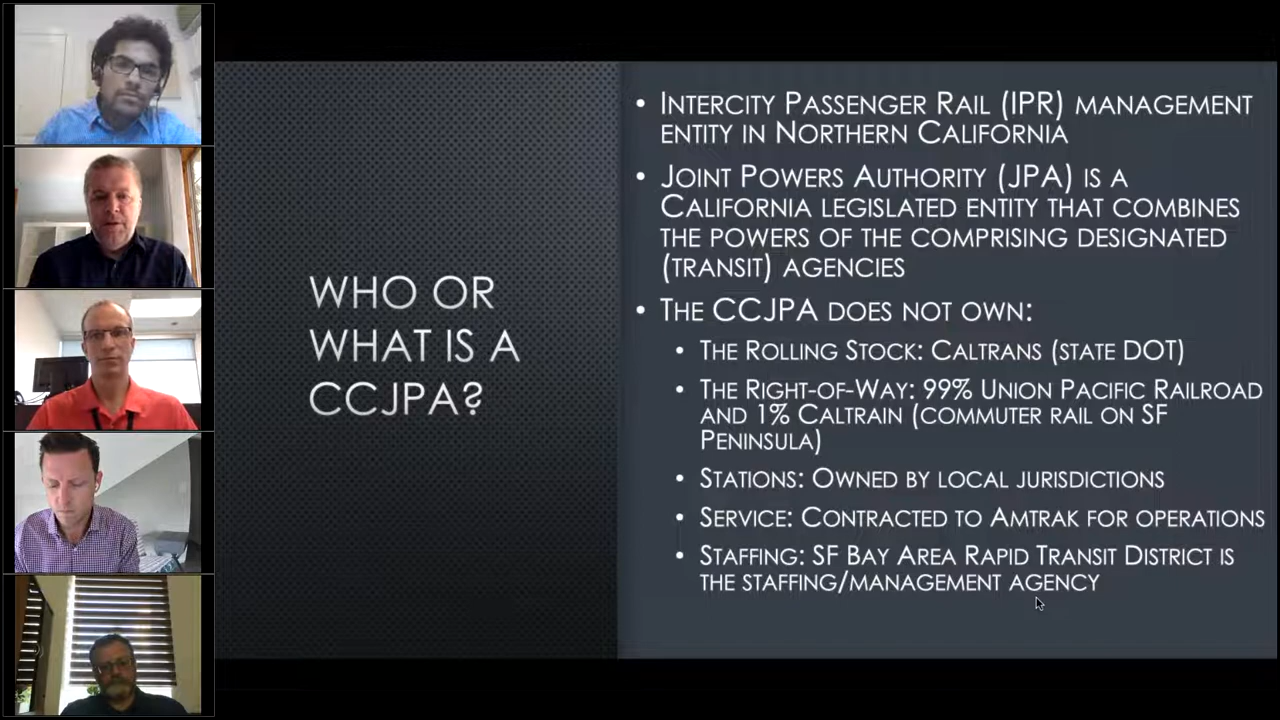 WHO OR
WHAT IS A
CCJPA?
• INTERCITY PASSENGER RAIL (IPR) MANAGEMENT
ENTITY IN NORTHERN CALIFORNIA
• JOINT POWERS AUTHORITY (JPA) IS A
CALIFORNIA LEGISLATED ENTITY THAT COMBINES
THE POWERS OF THE COMPRISING DESIGNATED
(TRANSIT) AGENCIES
• THE CCJPA DOES NOT OWN:
• THE ROLLING STOCK: CALTRANS (STATE DOT)
• THE RIGHT-OF-WAY: 99% UNION PACIFIC RAILROAD
AND 1% CALTRAIN (COMMUTER RAIL ON SF
PENINSULA)
• STATIONS: OWNED BY LOCAL JURISDICTIONS
• SERVICE: CONTRACTED TO AMTRAK FOR OPERATIONS
• STAFFING: SF BAY AREA RAPID TRANSIT DISTRICT IS
THE STAFFING/MANAGEMENT AGENCY